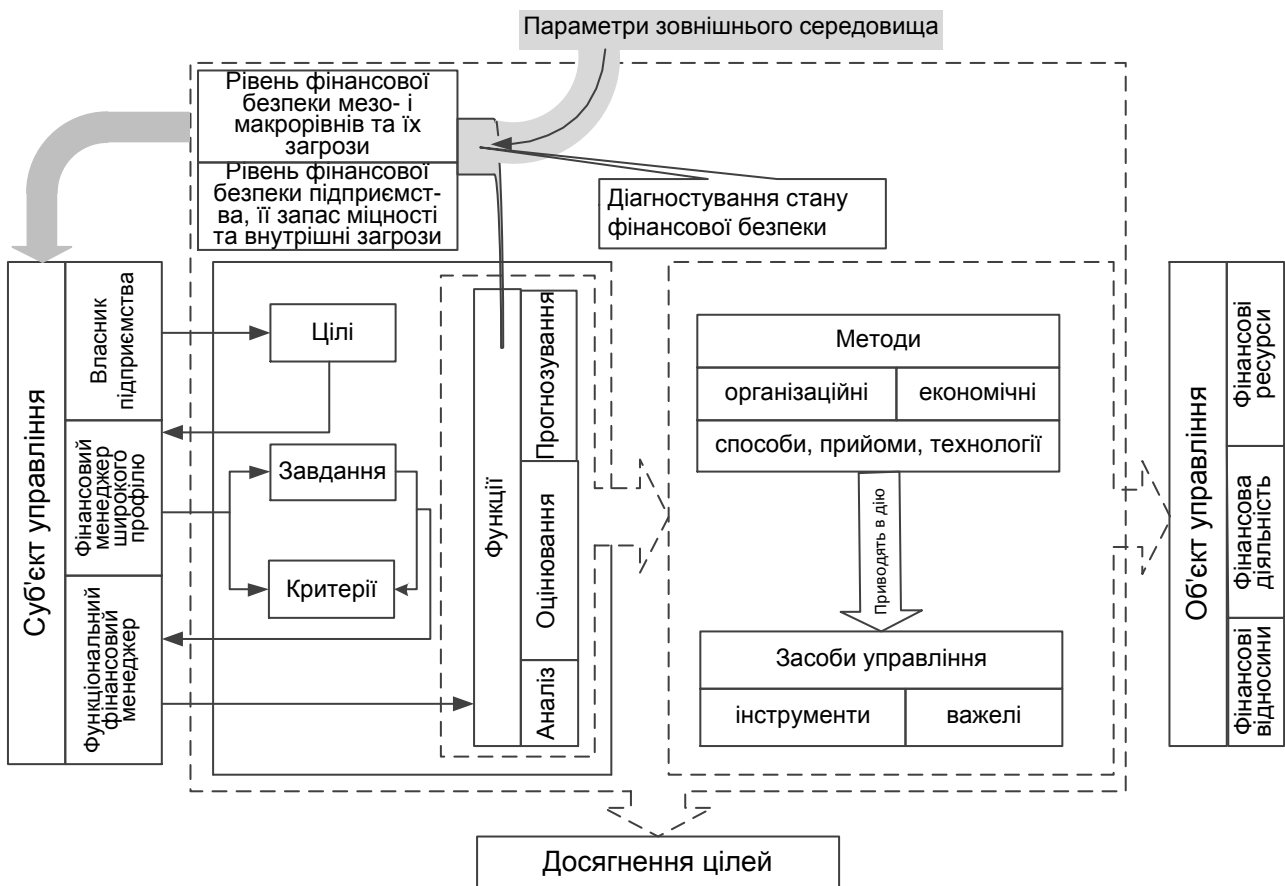 Параметри зовнішнього середовища
Рівень фінансової
безпеки мезо- і
макрорівнів та їх
загрози
Рівень фінансової
безпеки підприємст-
ва, її запас міцності
та внутрішні загрози
Діагностування стану
фінансової безпеки
Суб'єкт управління
Власник
підприємства
Фінансовий
менеджер
широкого
профілю
Функціональний
фінансовий
менеджер
Цілі
Завдання
Критерії
Функції
Прогнозування
Оцінювання
Аналіз
Методи
організаційні
економічні
способи, прийоми, технології
Приводять в дію
Засоби управління
інструменти
важелі
Об'єкт управління
Фінансові
ресурси
Фінансова
діяльність
Фінансові
відносини
Досягнення цілей